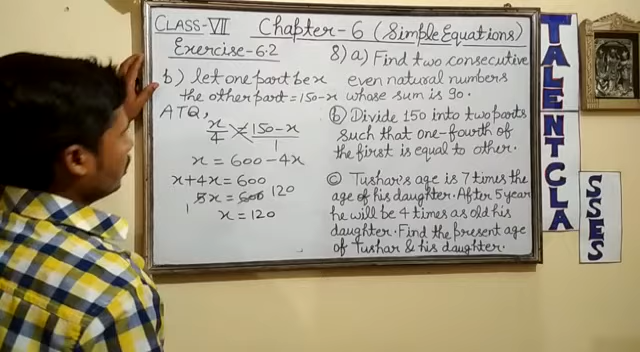 CLASS-VII Chapter-6 (Simple Equations)
Exercise-6.2
b) let one part be x
the other part = 150-x
ATQ,
x/4 = 150-x/1
x = 600-4x
x+4x = 600
5x = 600 120
1
x = 120
8) a) Find two consecutive
even natural numbers
whose sum is 90.
b) Divide 150 into two parts
such that one-fourth of
the first is equal to other.
c) Tushar's age is 7 times the
age of his daughter. After 5 year
he will be 4 times as old his
daughter. Find the present age
of Tushar & his daughter.
TALENT CLA
SSES